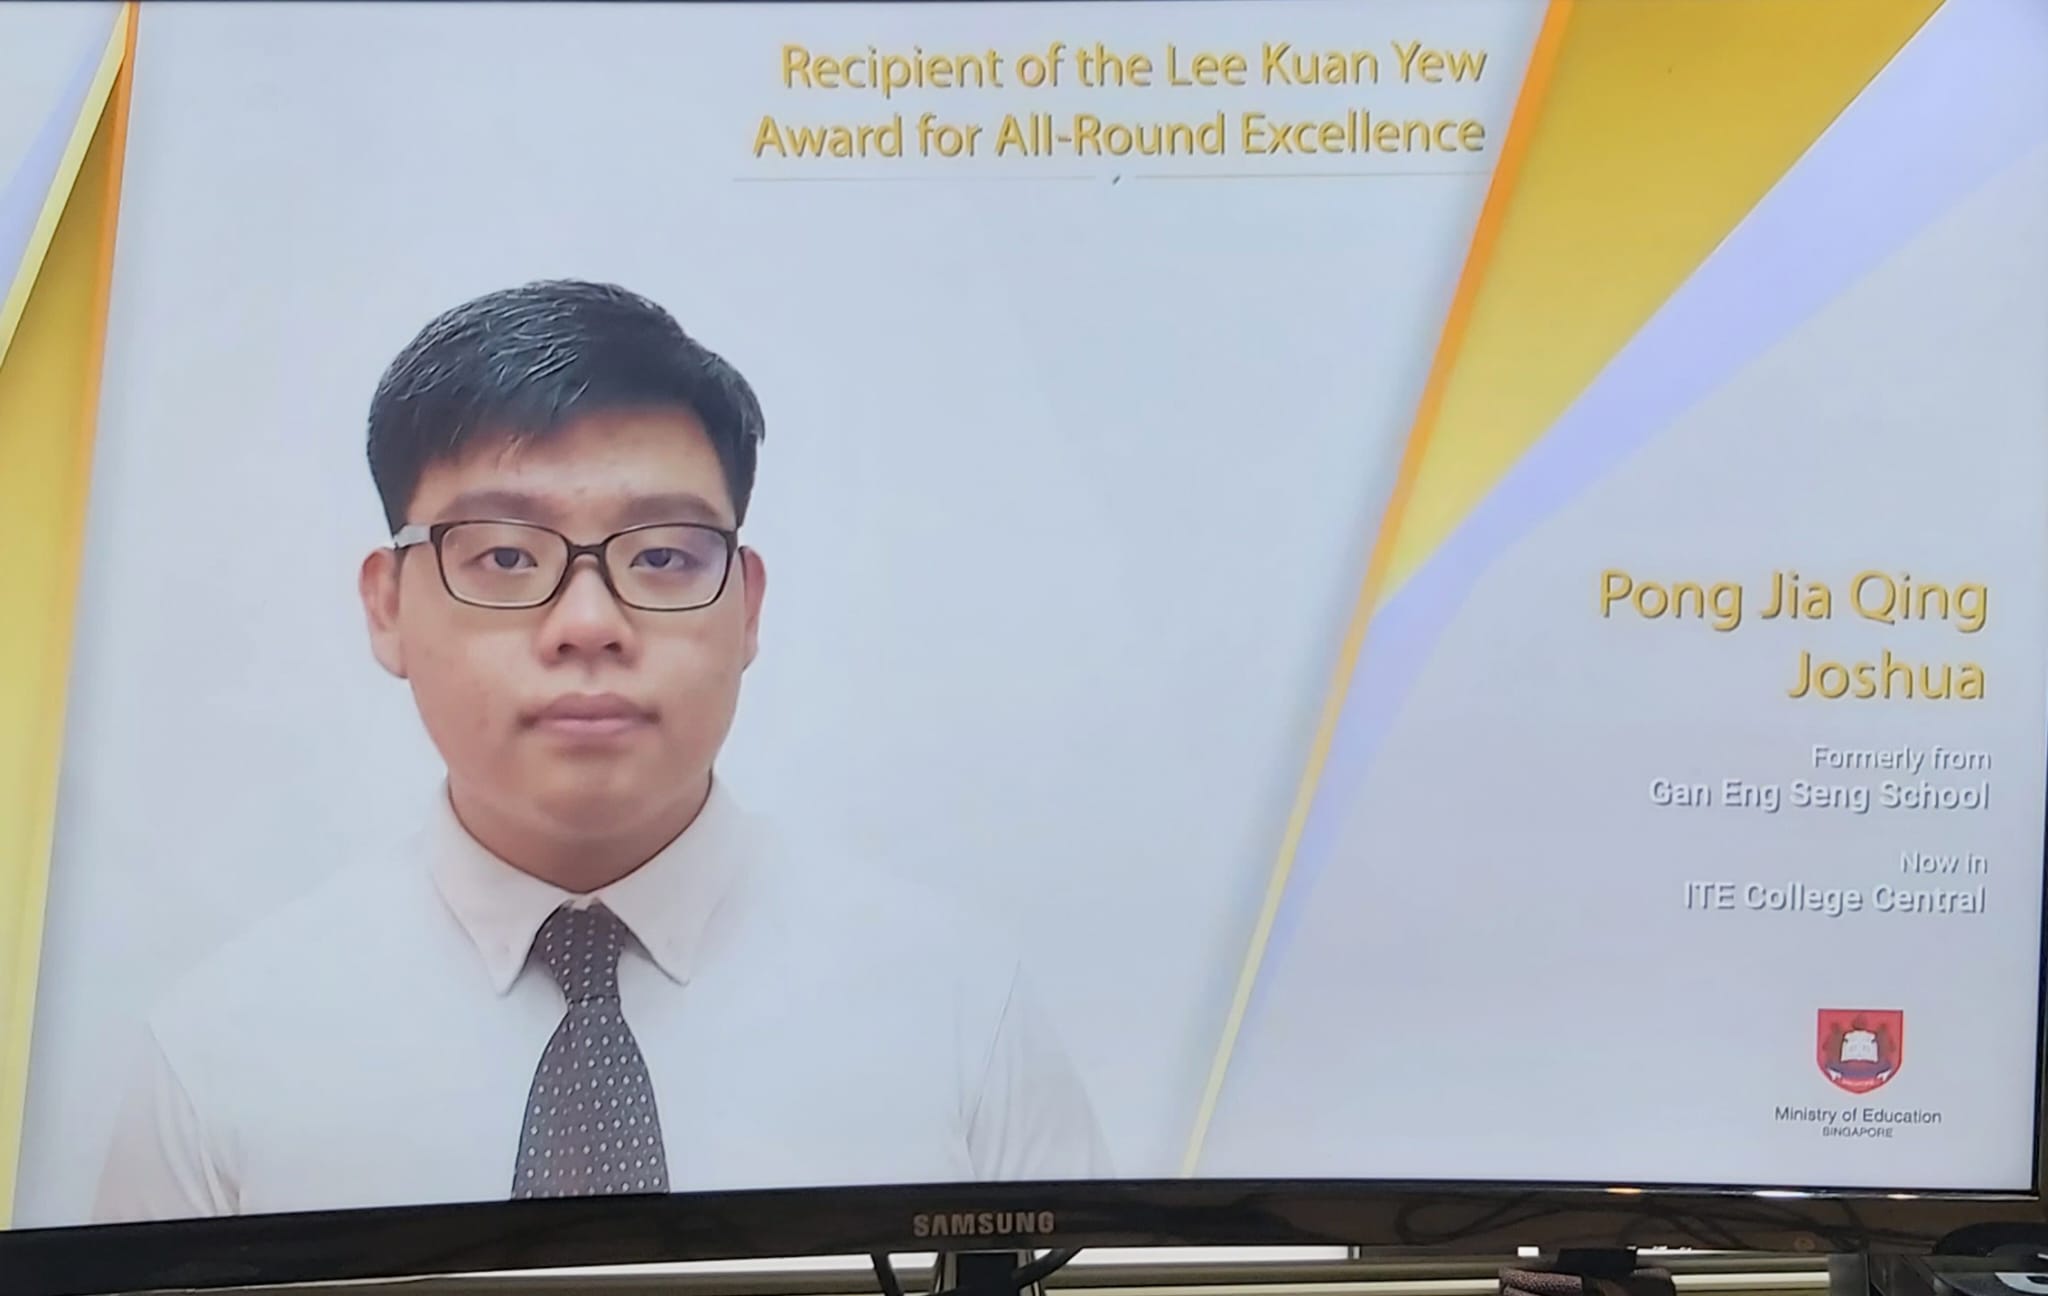 Recipient of the Lee Kuan Yew
Award for All-Round Excellence
Pong Jia Qing
Joshua
Formerly from
Gan Eng Seng School
Now in
ITE College Central
Ministry of Education
SINGAPORE
SAMSUNG